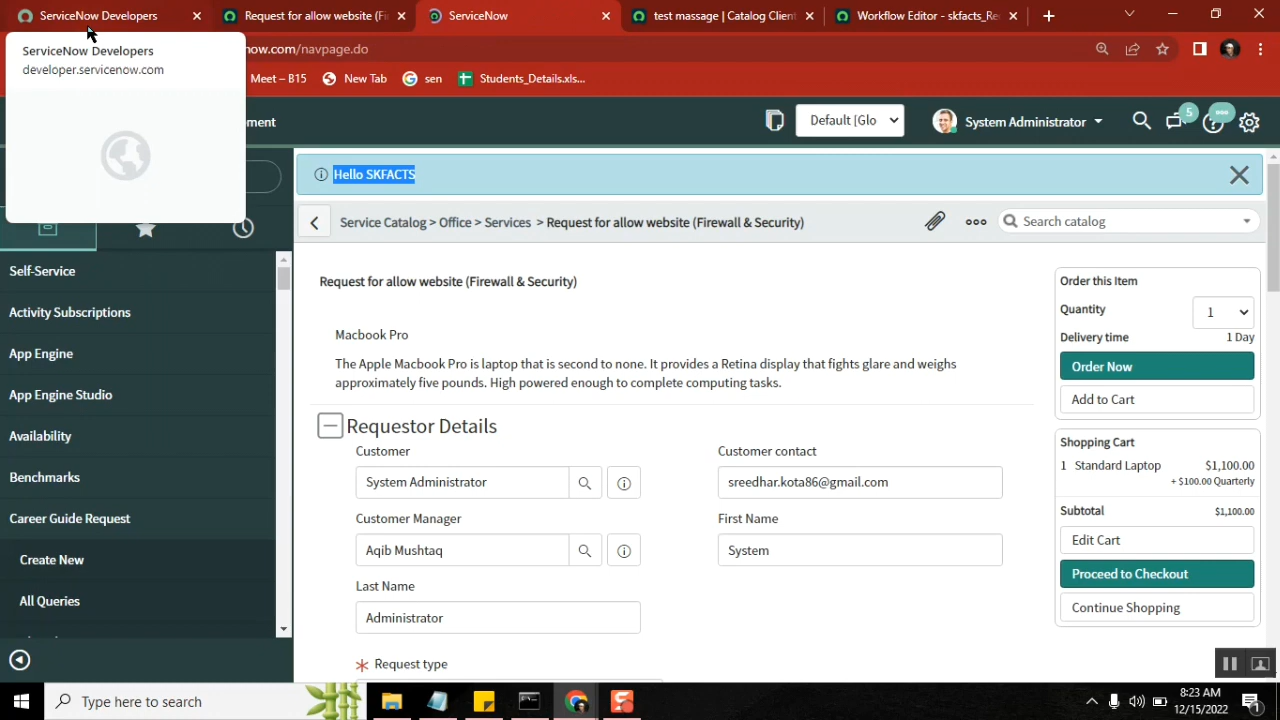 ServiceNow Developers
Request for allow website (Fi
ServiceNow
test massage | Catalog Client
Workflow Editor - skfacts_Re
ServiceNow Developers
developer.servicenow.com
now.com/navpage.do
Meet – B15
New Tab
sen
Students_Details.xls...
ment
Default [Glo
System Administrator
5
Hello SKFACTS
Service Catalog > Office > Services > Request for allow website (Firewall & Security)
Search catalog
Self-Service
Activity Subscriptions
App Engine
App Engine Studio
Availability
Benchmarks
Career Guide Request
Create New
All Queries
Request for allow website (Firewall & Security)
Macbook Pro
The Apple Macbook Pro is laptop that is second to none. It provides a Retina display that fights glare and weighs
approximately five pounds. High powered enough to complete computing tasks.
Requestor Details
Customer
System Administrator
Customer contact
sreedhar.kota86@gmail.com
Customer Manager
Aqib Mushtaq
First Name
System
Last Name
Administrator
* Request type
Order this Item
Quantity
1
Delivery time
1 Day
Order Now
Add to Cart
Shopping Cart
1 Standard Laptop
$1,100.00
+ $100.00 Quarterly
Subtotal
$1,100.00
Edit Cart
Proceed to Checkout
Continue Shopping
Type here to search
8:23 AM
12/15/2022
1